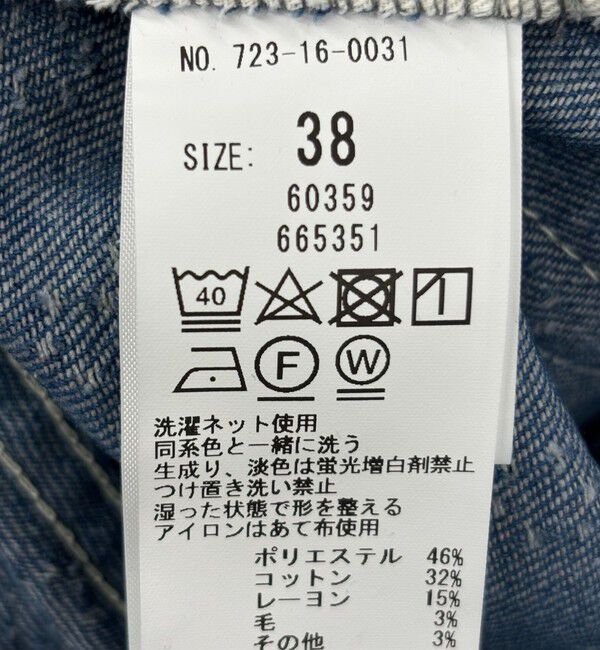 NO. 723-16-0031
SIZE: 38
60359
665351
40
F W
洗濯ネット使用
同系色と一緒に洗う
生成り、淡色は蛍光増白剤禁止
つけ置き洗い禁止
湿った状態で形を整える
アイロンはあて布使用
ポリエステル 46%
コットン 32%
レーヨン 15%
毛 3%
その他 3%